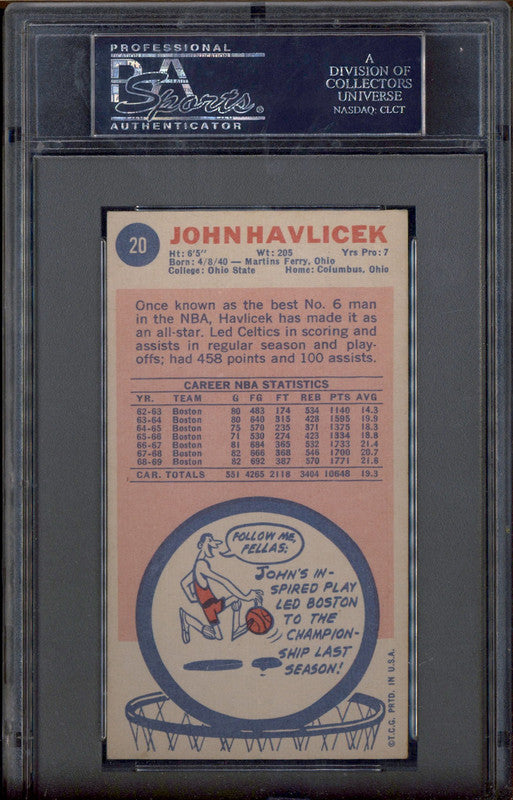 PROFESSIONAL
PSA
Sports
AUTHENTICATOR
A
DIVISION OF
COLLECTORS
UNIVERSE
NASDAQ: CLCT
20
JOHN HAVLICEK
Ht: 6'5" Wt: 205 Yrs Pro: 7
Born: 4/8/40 — Martins Ferry, Ohio
College: Ohio State Home: Columbus, Ohio
Once known as the best No. 6 man
in the NBA, Havlicek has made it as
an all-star. Led Celtics in scoring and
assists in regular season and play-
offs; had 458 points and 100 assists.
CAREER NBA STATISTICS
YR. TEAM G FG FT REB PTS AVG
62-63 Boston 80 483 174 534 1140 14.3
63-64 Boston 80 640 315 428 1595 19.9
64-65 Boston 75 570 235 371 1375 18.3
65-66 Boston 71 530 274 423 1334 18.8
66-67 Boston 81 684 365 532 1733 21.4
67-68 Boston 82 666 368 546 1700 20.7
68-69 Boston 82 692 387 570 1771 21.6
CAR. TOTALS 551 4265 2118 3404 10648 19.3
FOLLOW ME,
FELLAS:
JOHN'S IN-
SPIRED PLAY
LED BOSTON
TO THE
CHAMPION-
SHIP LAST
SEASON!
©T.C.G. PRTD. IN U.S.A.